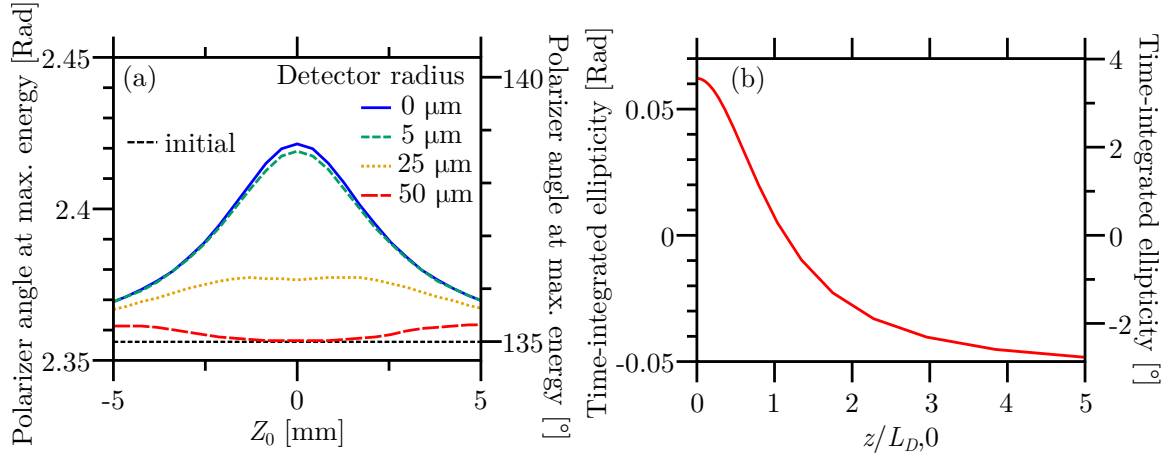 Polarizer angle at max. energy [Rad]
2.45
2.4
2.35
(a)
Detector radius
0 µm
5 µm
25 µm
50 µm
initial
140
135
Polarizer angle at max. energy [°]
-5
0
5
Z0 [mm]
Time-integrated ellipticity [Rad]
0.05
0
-0.05
(b)
4
2
0
-2
Time-integrated ellipticity [°]
0
1
2
3
4
5
z/LD,0